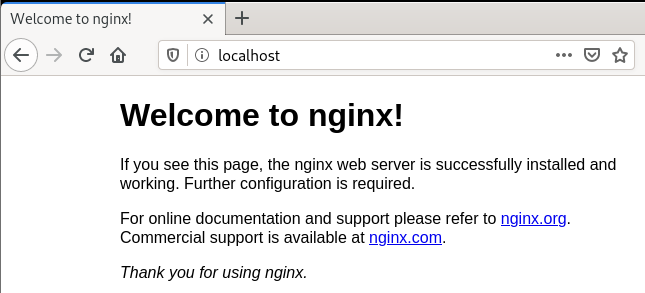 Welcome to nginx!
localhost
Welcome to nginx!
If you see this page, the nginx web server is successfully installed and
working. Further configuration is required.
For online documentation and support please refer to nginx.org.
Commercial support is available at nginx.com.
Thank you for using nginx.